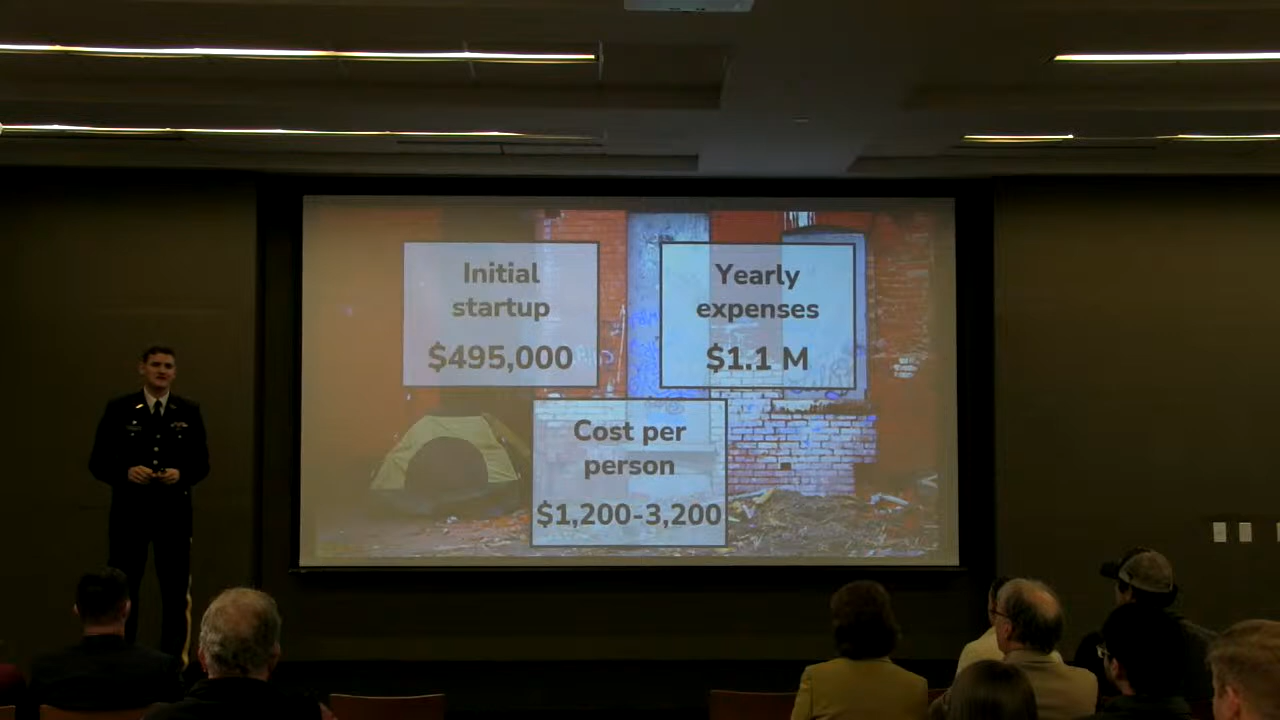 Initial
startup
$495,000
Yearly
expenses
$1.1 M
Cost per
person
$1,200-3,200